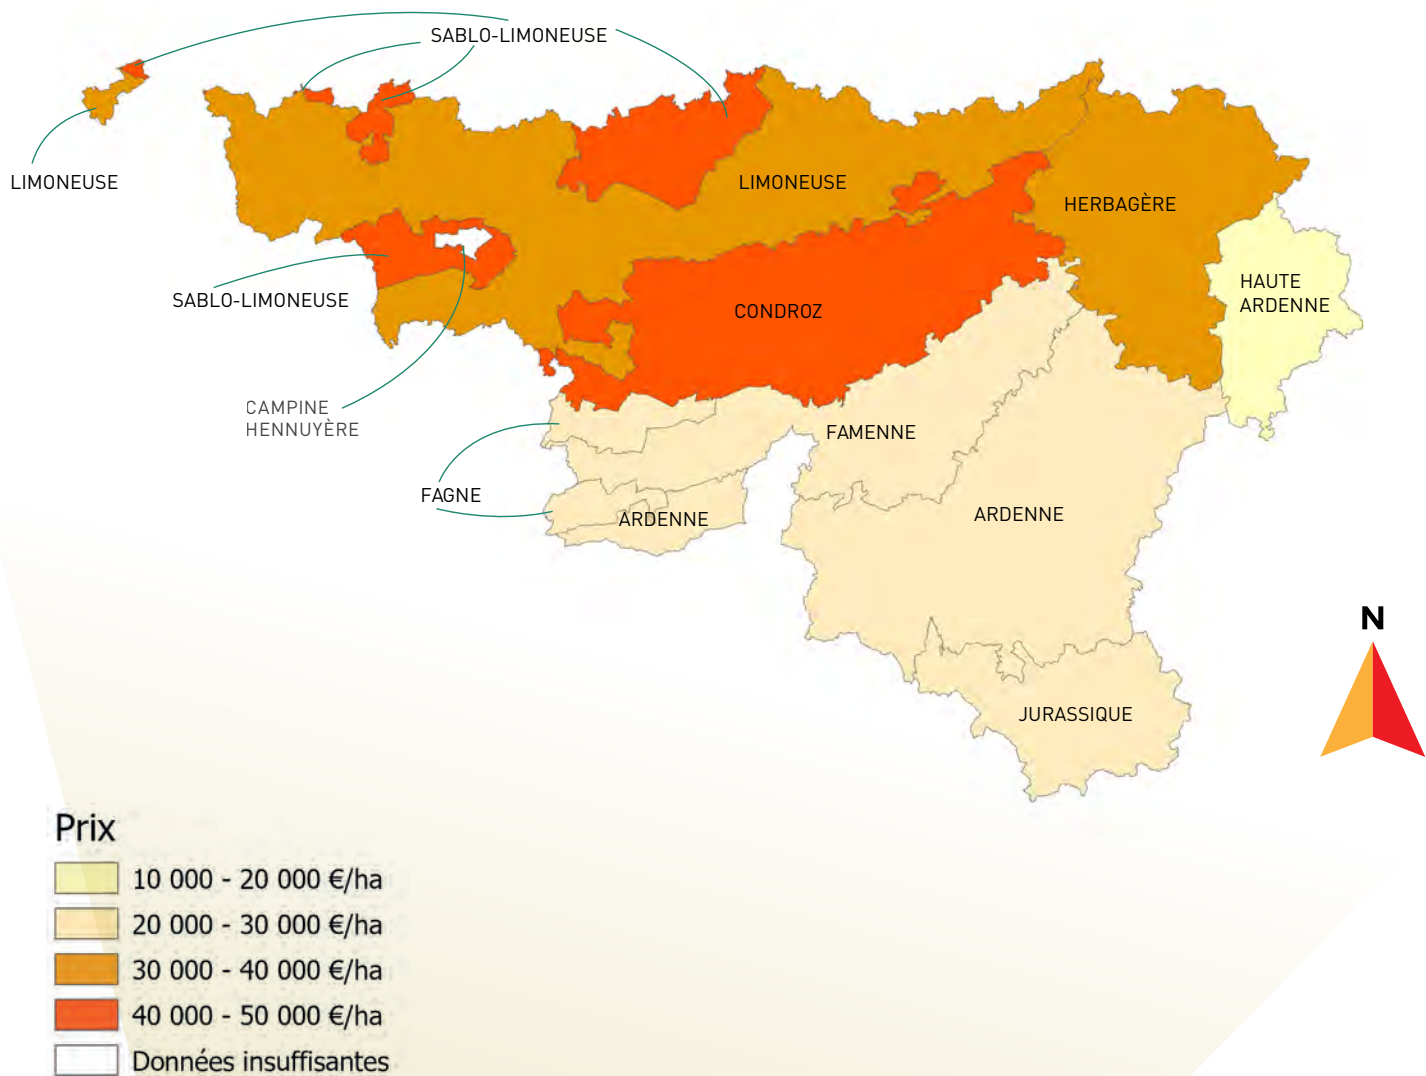 SABLO-LIMONEUSE
LIMONEUSE
LIMONEUSE
HERBAGÈRE
HAUTE
ARDENNE
SABLO-LIMONEUSE
CONDROZ
CAMPINE
HENNUYÈRE
FAMENNE
FAGNE
ARDENNE
ARDENNE
N
JURASSIQUE
Prix
10 000 - 20 000 €/ha
20 000 - 30 000 €/ha
30 000 - 40 000 €/ha
40 000 - 50 000 €/ha
Données insuffisantes